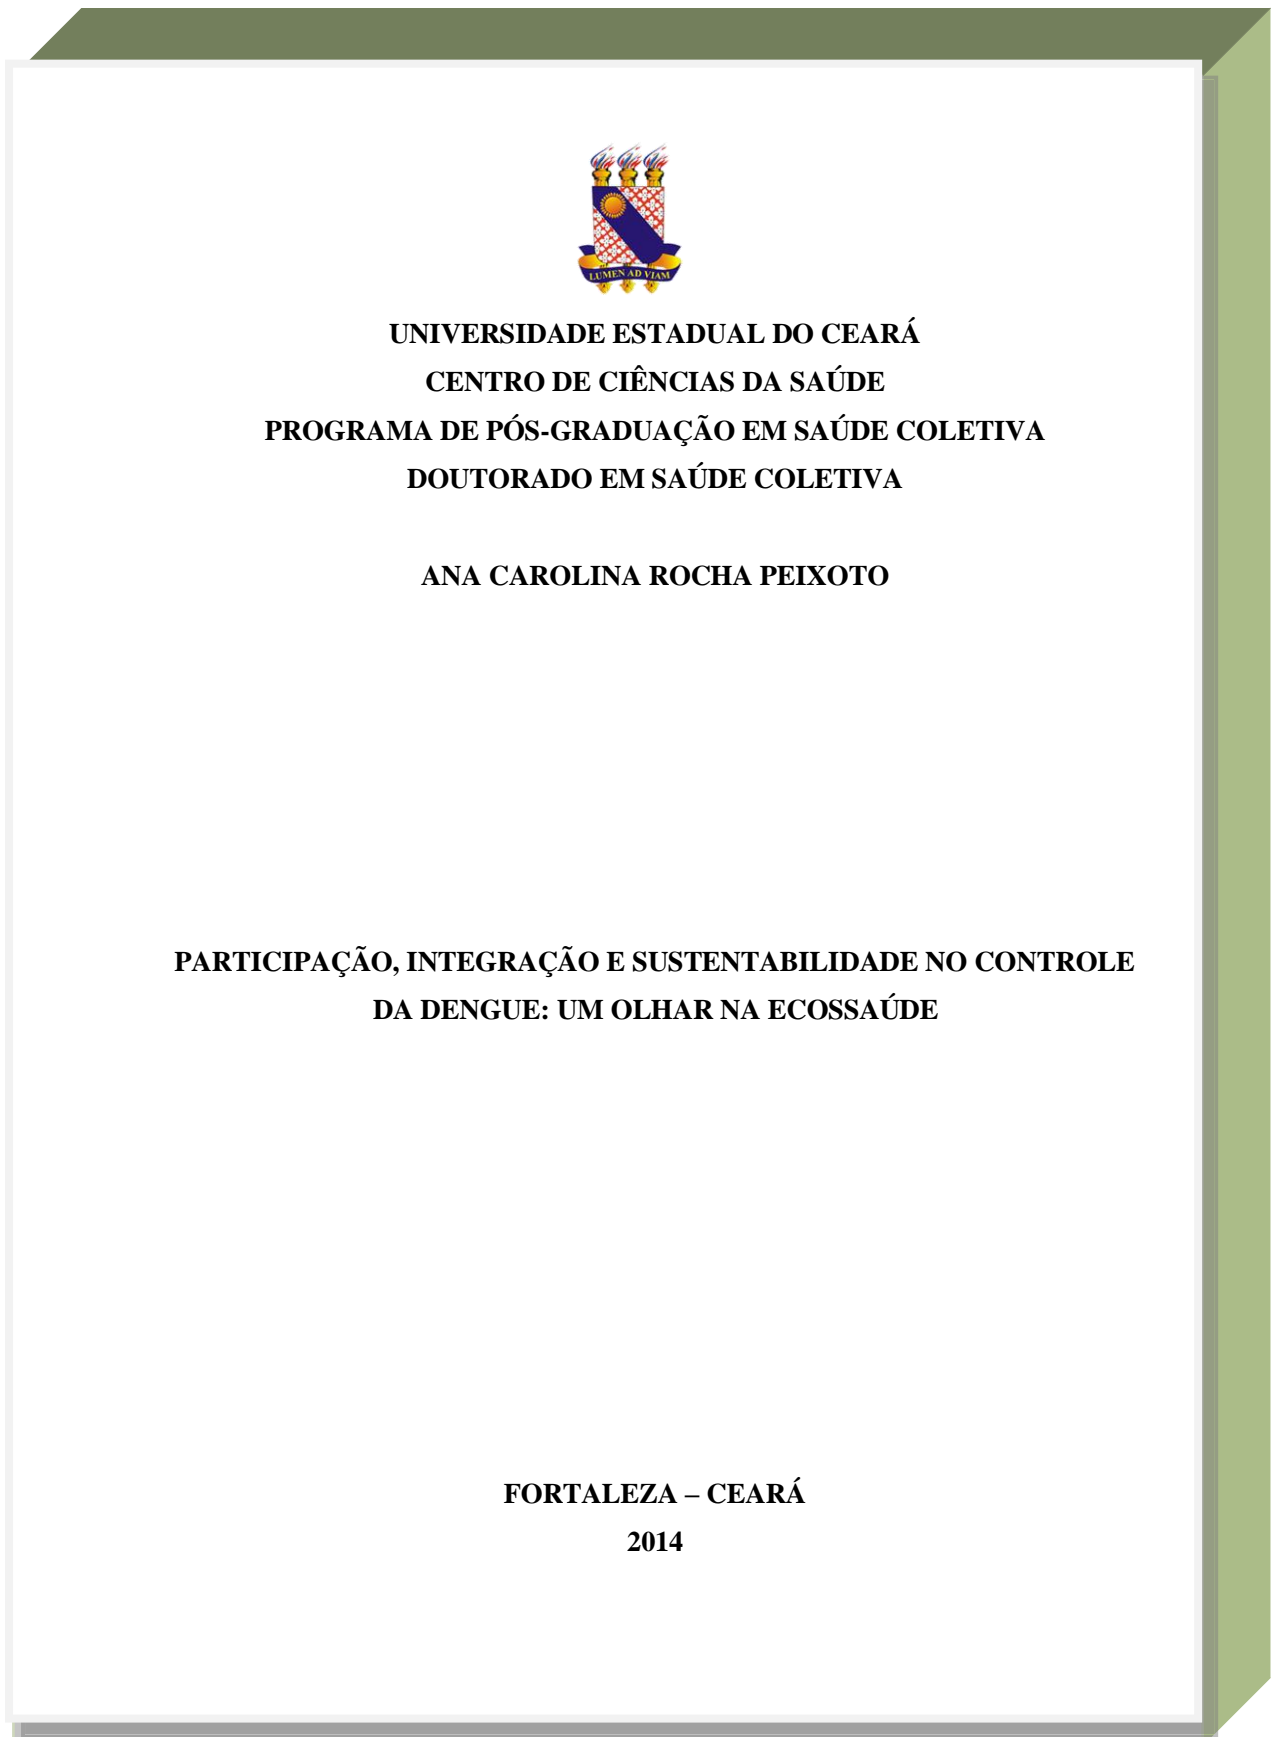 LUMEN AD VIAM
UNIVERSIDADE ESTADUAL DO CEARÁ
CENTRO DE CIÊNCIAS DA SAÚDE
PROGRAMA DE PÓS-GRADUAÇÃO EM SAÚDE COLETIVA
DOUTORADO EM SAÚDE COLETIVA
ANA CAROLINA ROCHA PEIXOTO
PARTICIPAÇÃO, INTEGRAÇÃO E SUSTENTABILIDADE NO CONTROLE
DA DENGUE: UM OLHAR NA ECOSSAÚDE
FORTALEZA – CEARÁ
2014